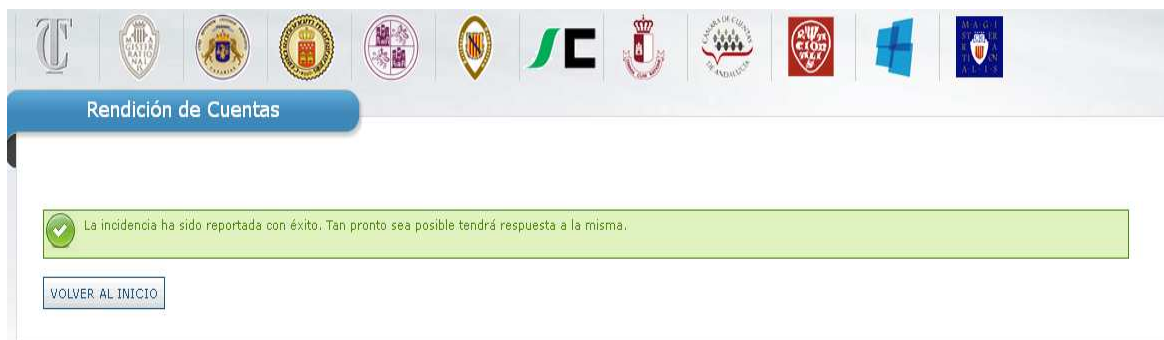 Rendición de Cuentas
La incidencia ha sido reportada con éxito. Tan pronto sea posible tendrá respuesta a la misma.
VOLVER AL INICIO